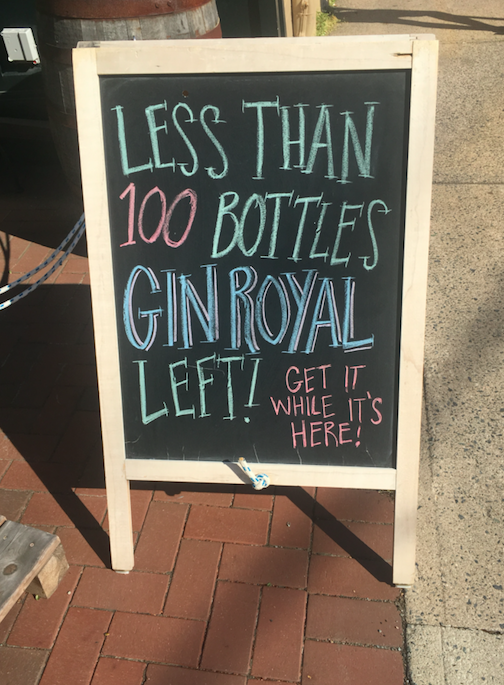 LESS THAN
100 BOTTLES
GIN ROYAL
LEFT!
GET IT
WHILE IT'S
HERE!